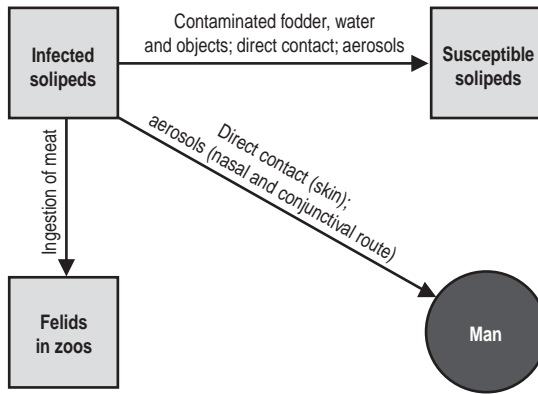 Infected
solipeds
Contaminated fodder, water
and objects; direct contact; aerosols
Susceptible
solipeds
Ingestion of meat
Direct contact (skin);
aerosols (nasal and conjunctival route)
Felids
in zoos
Man